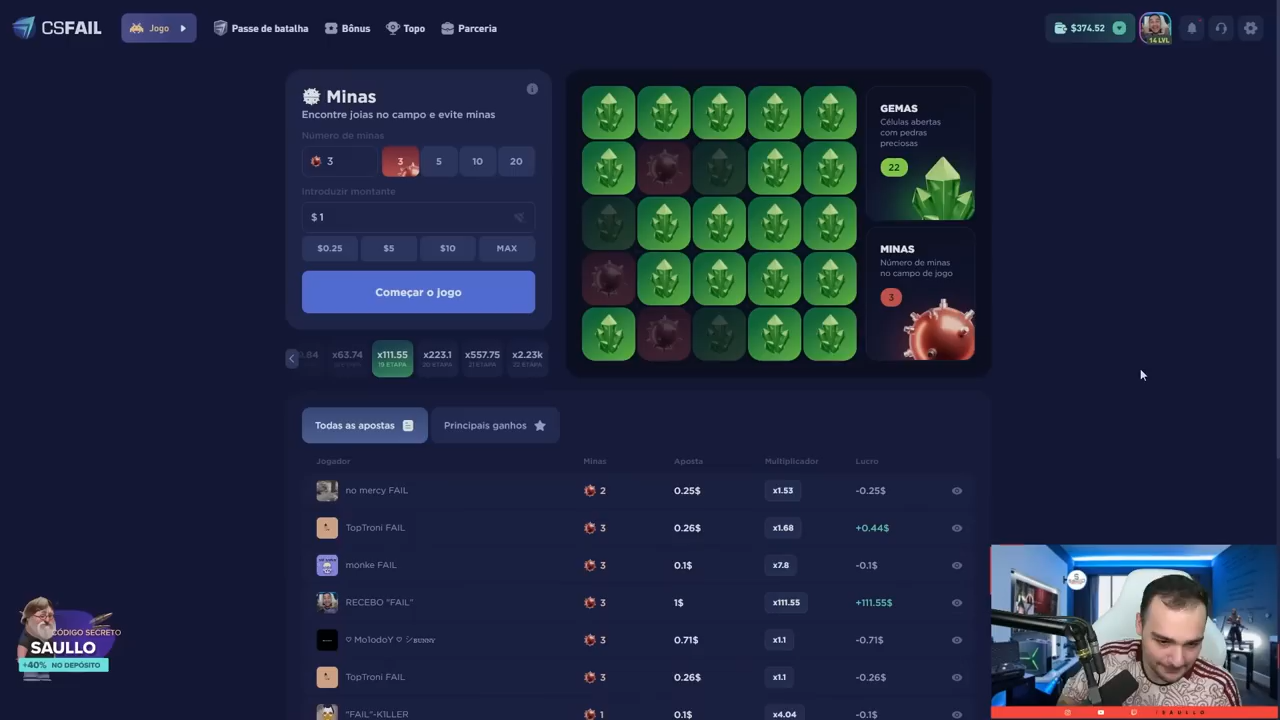 CSFAIL
Jogo
Passe de batalha
Bônus
Topo
Parceria
$374.52
14 LVL
Minas
Encontre joias no campo e evite minas
Número de minas
3
3
5
10
20
Introduzir montante
$ 1
$0.25
$5
$10
MAX
Começar o jogo
GEMAS
Células abertas
com pedras
preciosas
22
MINAS
Número de minas
no campo de jogo
3
x63.74
x111.55
19 ETAPA
x223.1
20 ETAPA
x557.75
21 ETAPA
x2.23k
22 ETAPA
Todas as apostas
Principais ganhos
Jogador Minas Aposta Multiplicador Lucro
no mercy FAIL 2 0.25$ x1.53 -0.25$
TopTroni FAIL 3 0.26$ x1.68 +0.44$
monke FAIL 3 0.1$ x7.8 -0.1$
RECEBO "FAIL" 3 1$ x111.55 +111.55$
♡ Mo1odoY ♡ 3 0.71$ x1.1 -0.71$
TopTroni FAIL 3 0.26$ x1.1 -0.26$
"FAIL"-K1LLER 1 0.1$ x4.04 -0.1$
CÓDIGO SECRETO
SAULLO
+40% NO DEPÓSITO